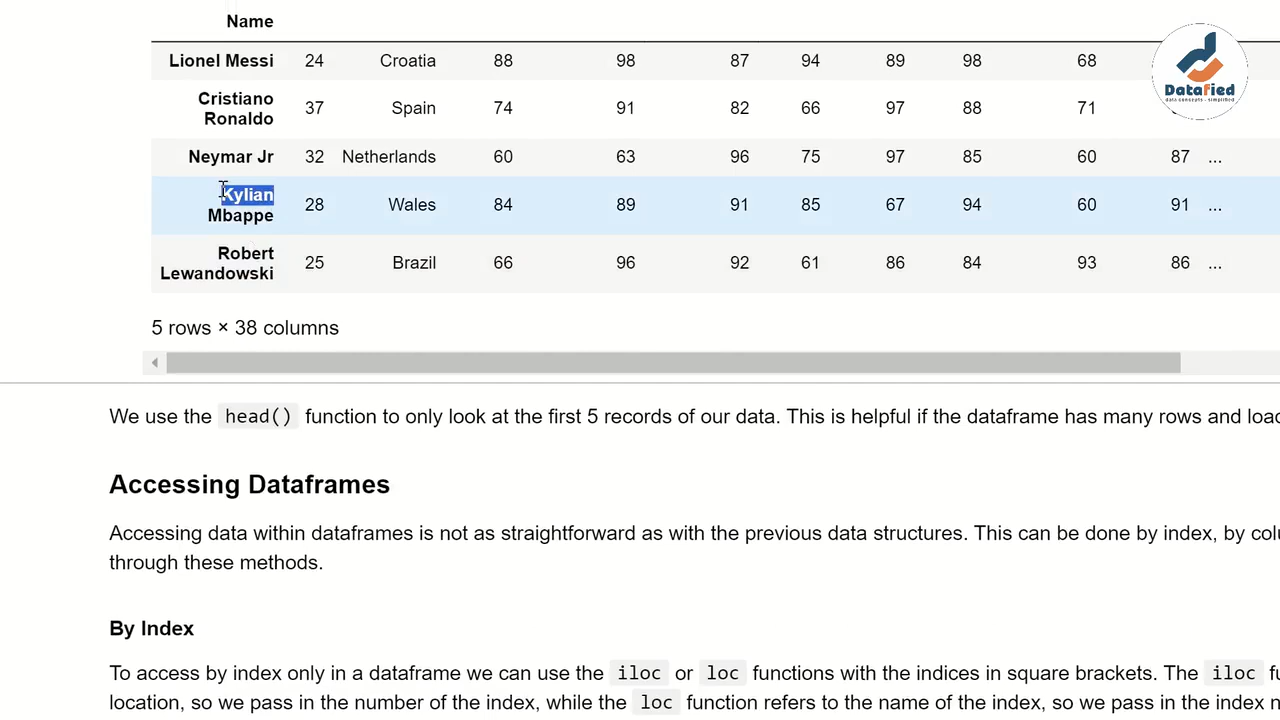 Name
Lionel Messi 24 Croatia 88 98 87 94 89 98 68
Cristiano
Ronaldo 37 Spain 74 91 82 66 97 88 71
Neymar Jr 32 Netherlands 60 63 96 75 97 85 60 87 ...
Kylian
Mbappe 28 Wales 84 89 91 85 67 94 60 91 ...
Robert
Lewandowski 25 Brazil 66 96 92 61 86 84 93 86 ...
Datafied
data concepts - simplified
5 rows × 38 columns
We use the head() function to only look at the first 5 records of our data. This is helpful if the dataframe has many rows and load
Accessing Dataframes
Accessing data within dataframes is not as straightforward as with the previous data structures. This can be done by index, by colu
through these methods.
By Index
To access by index only in a dataframe we can use the iloc or loc functions with the indices in square brackets. The iloc fu
location, so we pass in the number of the index, while the loc function refers to the name of the index, so we pass in the index n